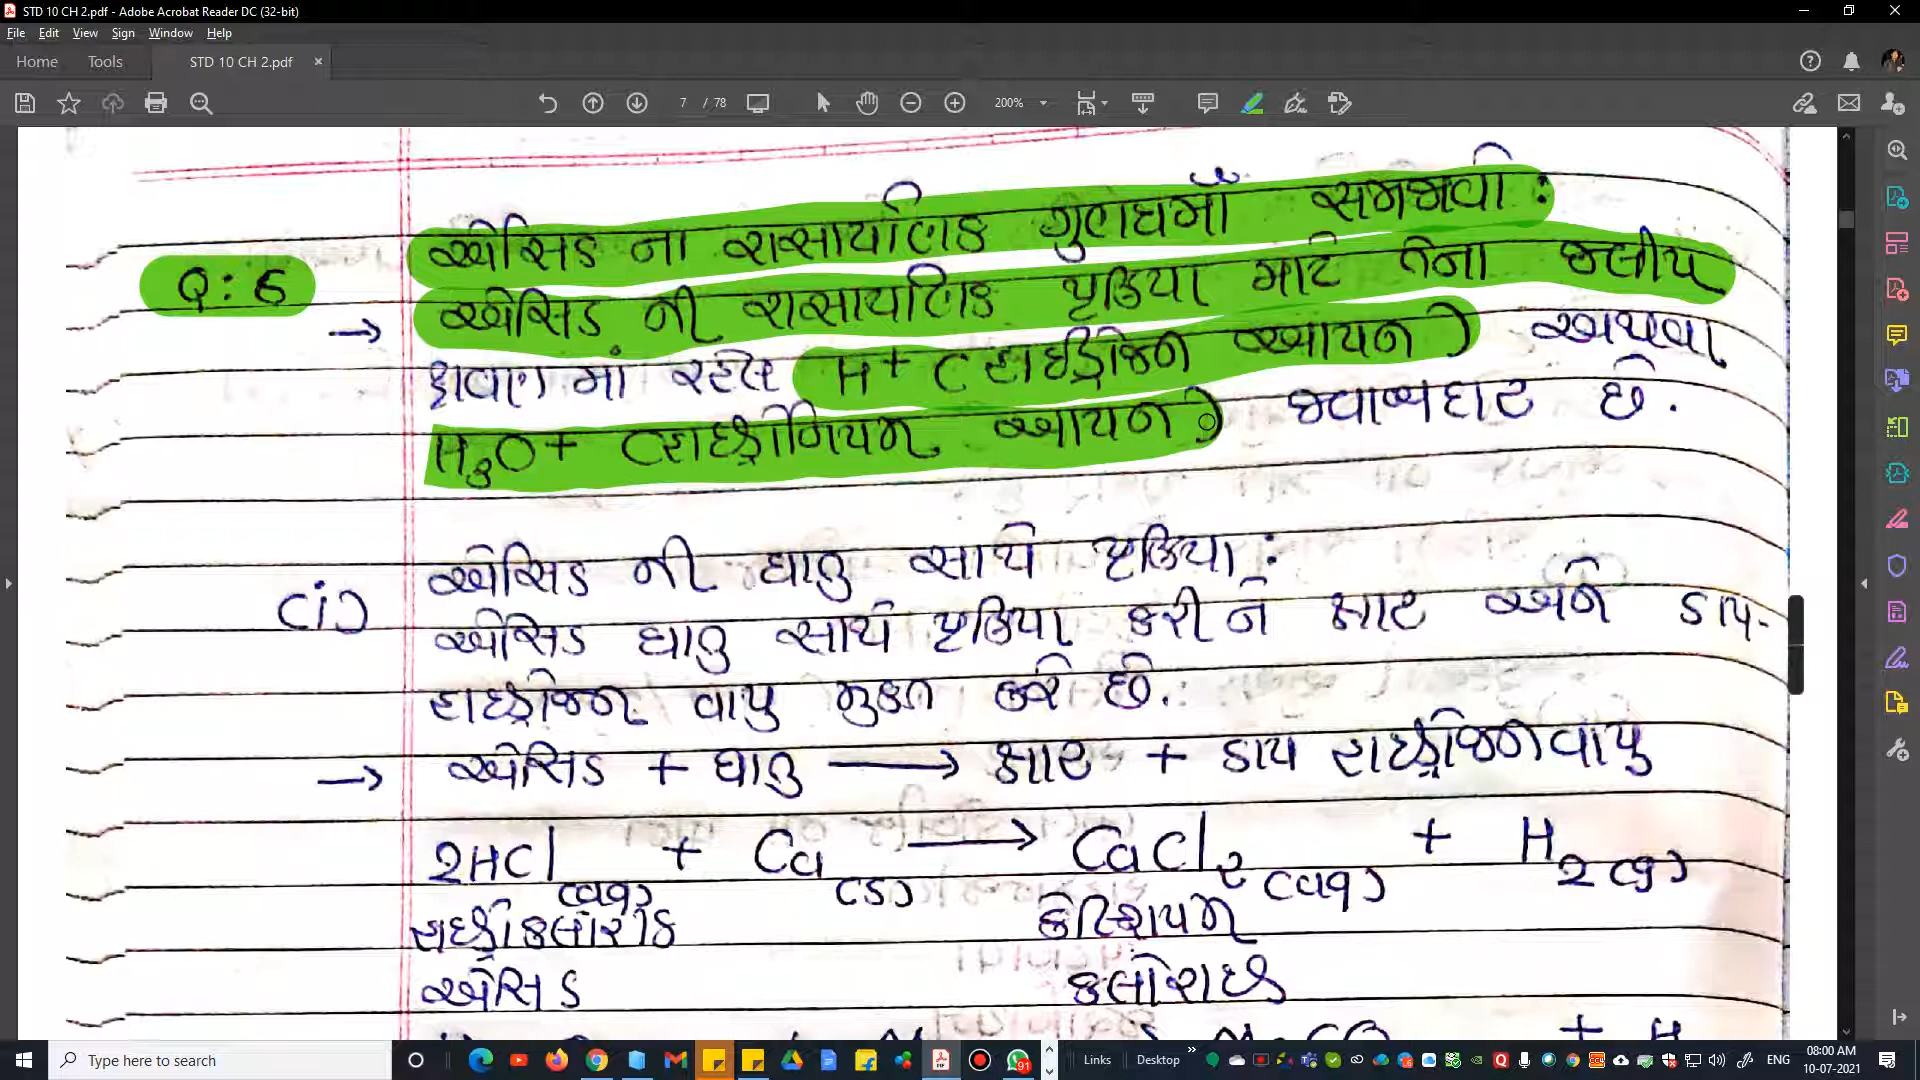 STD 10 CH 2.pdf - Adobe Acrobat Reader DC (32-bit)
File Edit View Sign Window Help
Home Tools STD 10 CH 2.pdf ×
7 / 78 200%
એસિડ ના રાસાયણિક ગુણધર્મો સમજાવો :
Q : 6
→ એસિડ ની રાસાયણિક પ્રક્રિયા માટે તેના જલીય
દ્રાવણ માં રહેલ H+ (હાઈડ્રોજન આયન) અથવા
H3O+ (હાઇડ્રોનિયમ આયન) જવાબદાર છે.
(i) એસિડ ની ધાતુ સાથે પ્રક્રિયા :
એસિડ ધાતુ સાથે પ્રક્રિયા કરી ને ક્ષાર અને ડાય-
હાઇડ્રોજન વાયુ મુક્ત કરે છે.
→ એસિડ + ધાતુ ⟶ ક્ષાર + ડાય હાઇડ્રોજનવાયુ
2HCl (aq) + Ca (s) ⟶ CaCl2 (aq) + H2(g)
હાઇડ્રોક્લોરીક કેલ્શિયમ
એસિડ ક્લોરાઇડ
Type here to search
91
Links Desktop » ENG 08:00 AM
10-07-2021